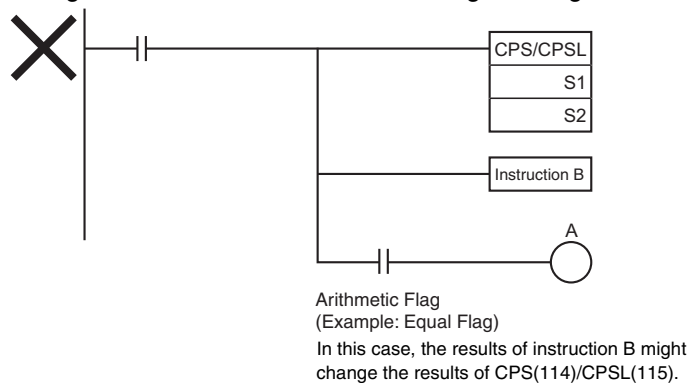 CPS/CPSL
S1
S2
Instruction B
A
Arithmetic Flag
(Example: Equal Flag)
In this case, the results of instruction B might
change the results of CPS(114)/CPSL(115).